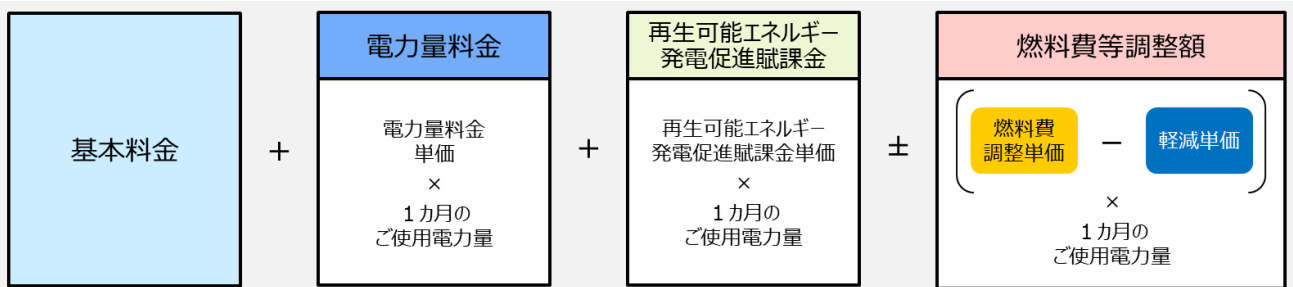 基本料金
＋
電力量料金
電力量料金
単価
×
１カ月の
ご使用電力量
＋
再生可能エネルギー
発電促進賦課金
再生可能エネルギー
発電促進賦課金単価
×
１カ月の
ご使用電力量
±
燃料費等調整額
燃料費
調整単価
－
軽減単価
×
１カ月の
ご使用電力量